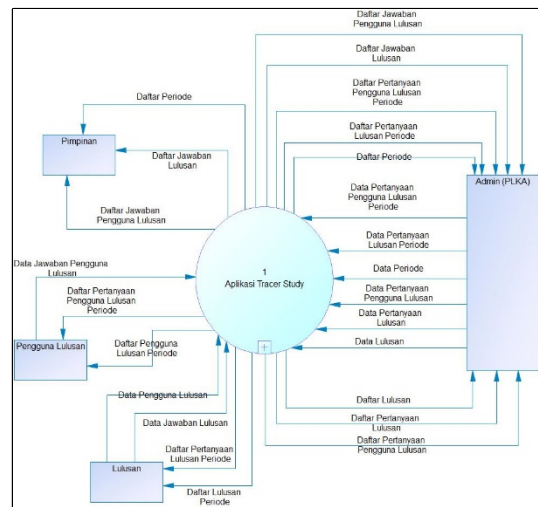 Daftar Jawaban
Pengguna Lulusan
Daftar Jawaban
Lulusan
Daftar Pertanyaan
Pengguna Lulusan
Periode
Daftar Pertanyaan
Lulusan Periode
Daftar Periode
Daftar Periode
Pimpinan
Daftar Jawaban
Lulusan
Daftar Jawaban
Pengguna Lulusan
Admin (PLKA)
Data Pertanyaan
Pengguna Lulusan
Periode
Data Pertanyaan
Lulusan Periode
Data Periode
Data Pertanyaan
Pengguna Lulusan
Data Pertanyaan
Lulusan
Data Lulusan
1
Aplikasi Tracer Study
Data Jawaban Pengguna
Lulusan
Daftar Pertanyaan
Pengguna Lulusan
Periode
Pengguna Lulusan
Daftar Pengguna
Lulusan Periode
Data Pengguna Lulusan
Data Jawaban Lulusan
Daftar Pertanyaan
Lulusan Periode
Lulusan
Daftar Lulusan
Periode
Daftar Lulusan
Daftar Pertanyaan
Lulusan
Daftar Pertanyaan
Pengguna Lulusan